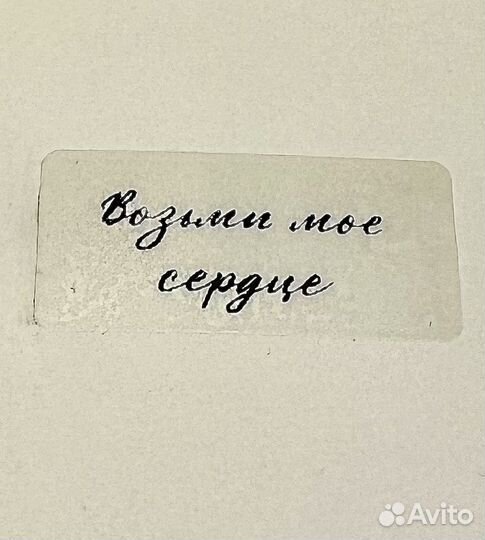 Возьми мое
сердце
Avito